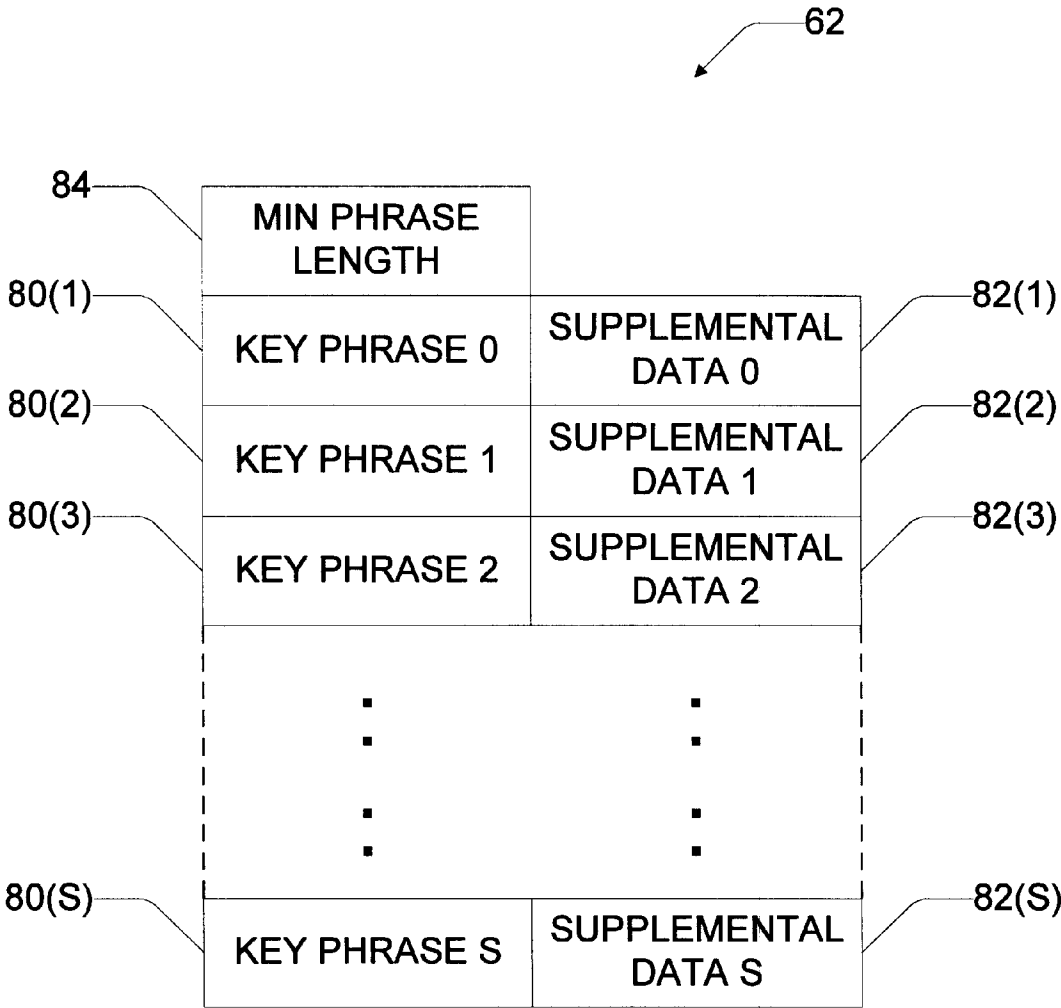 62
84
MIN PHRASE
LENGTH
80(1)
KEY PHRASE 0
SUPPLEMENTAL
DATA 0
82(1)
80(2)
KEY PHRASE 1
SUPPLEMENTAL
DATA 1
82(2)
80(3)
KEY PHRASE 2
SUPPLEMENTAL
DATA 2
82(3)
80(S)
KEY PHRASE S
SUPPLEMENTAL
DATA S
82(S)